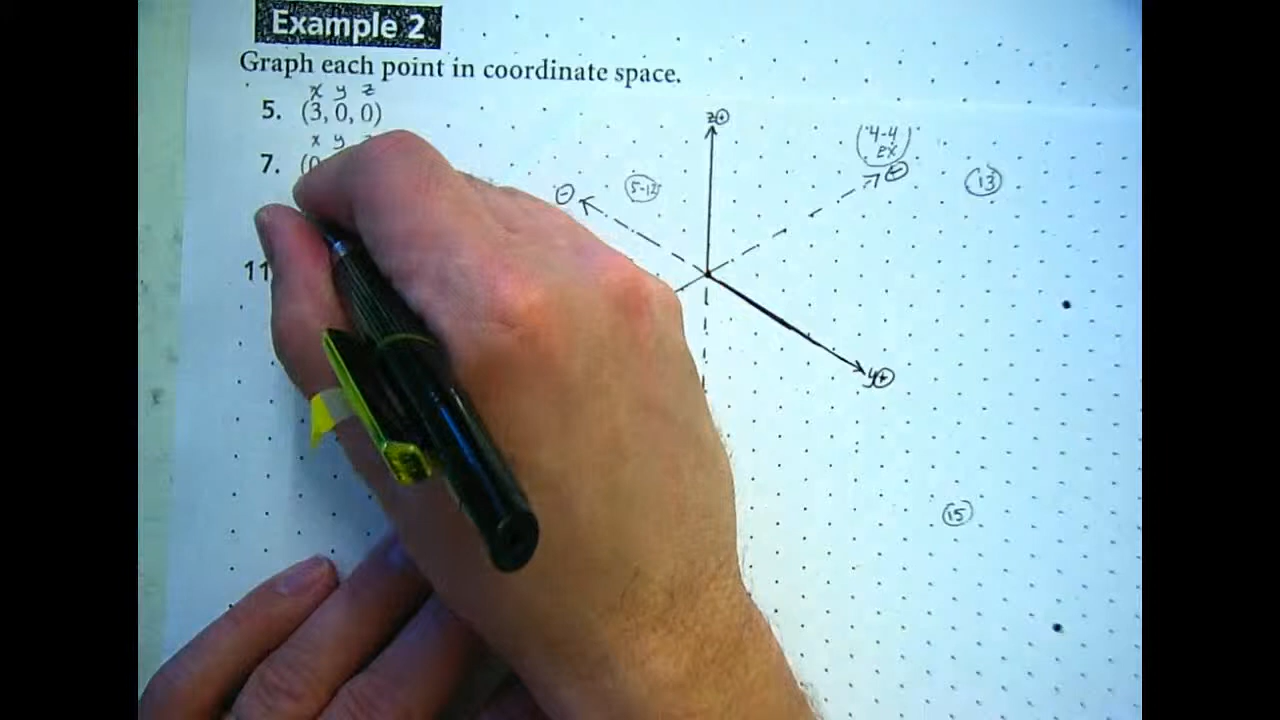 Example 2
Graph each point in coordinate space.
x y z
5. (3, 0, 0)
x y
7. (0
11
z+
(4-4
ex)
−
−
5-12
13
y+
15